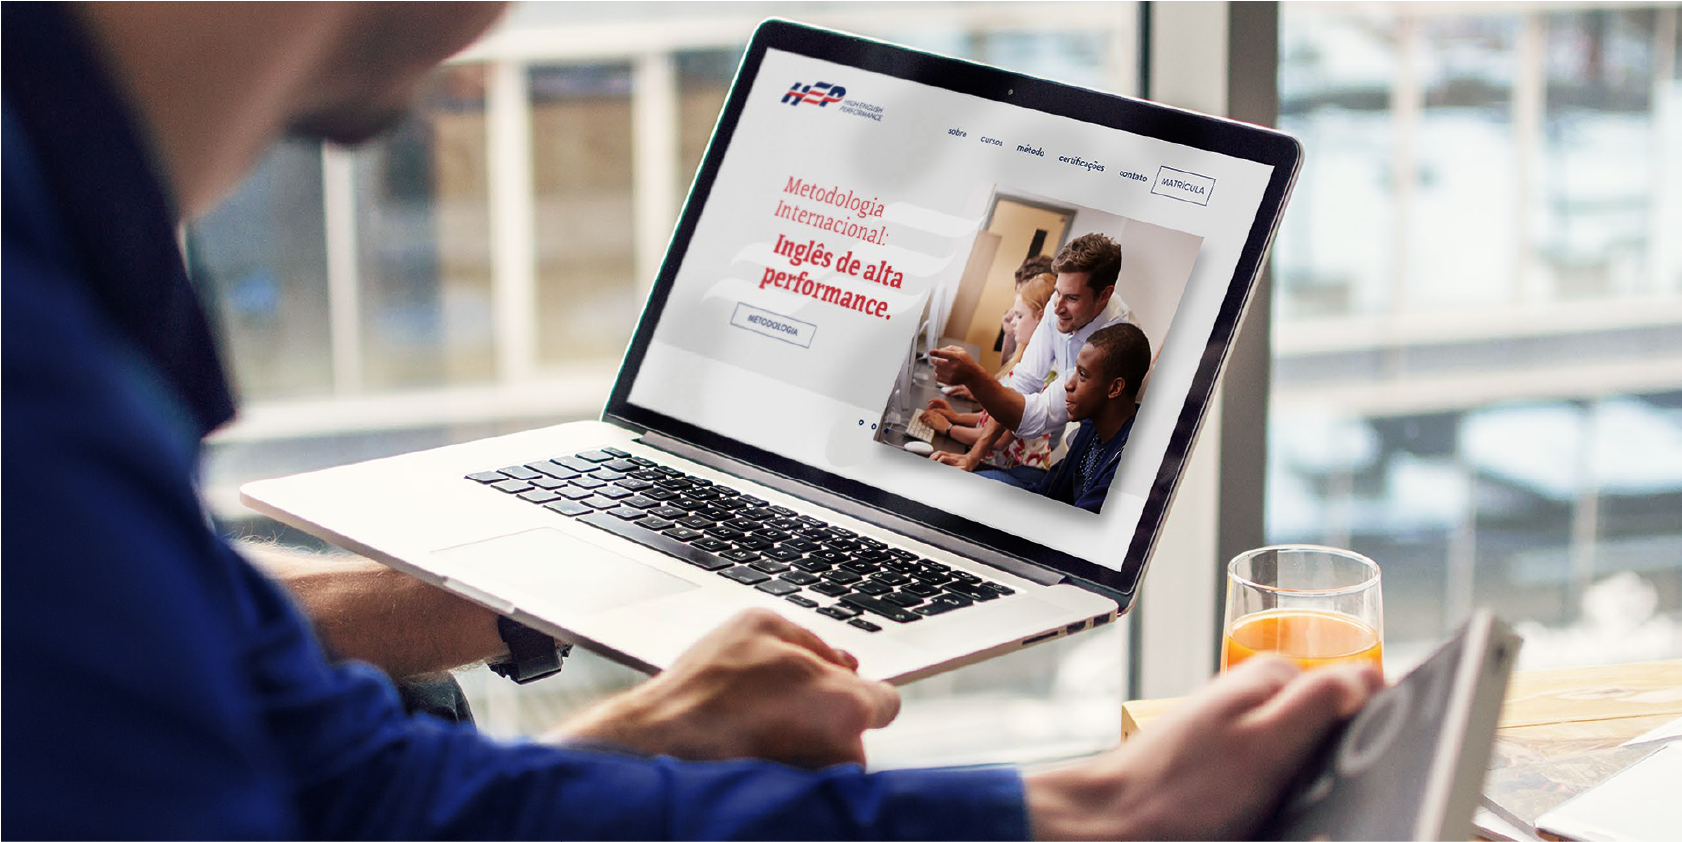 HEP
HIGH ENGLISH
PERFORMANCE
sobre
cursos
método
certificações
contato
MATRÍCULA
Metodologia
Internacional:
Inglês de alta
performance.
METODOLOGIA